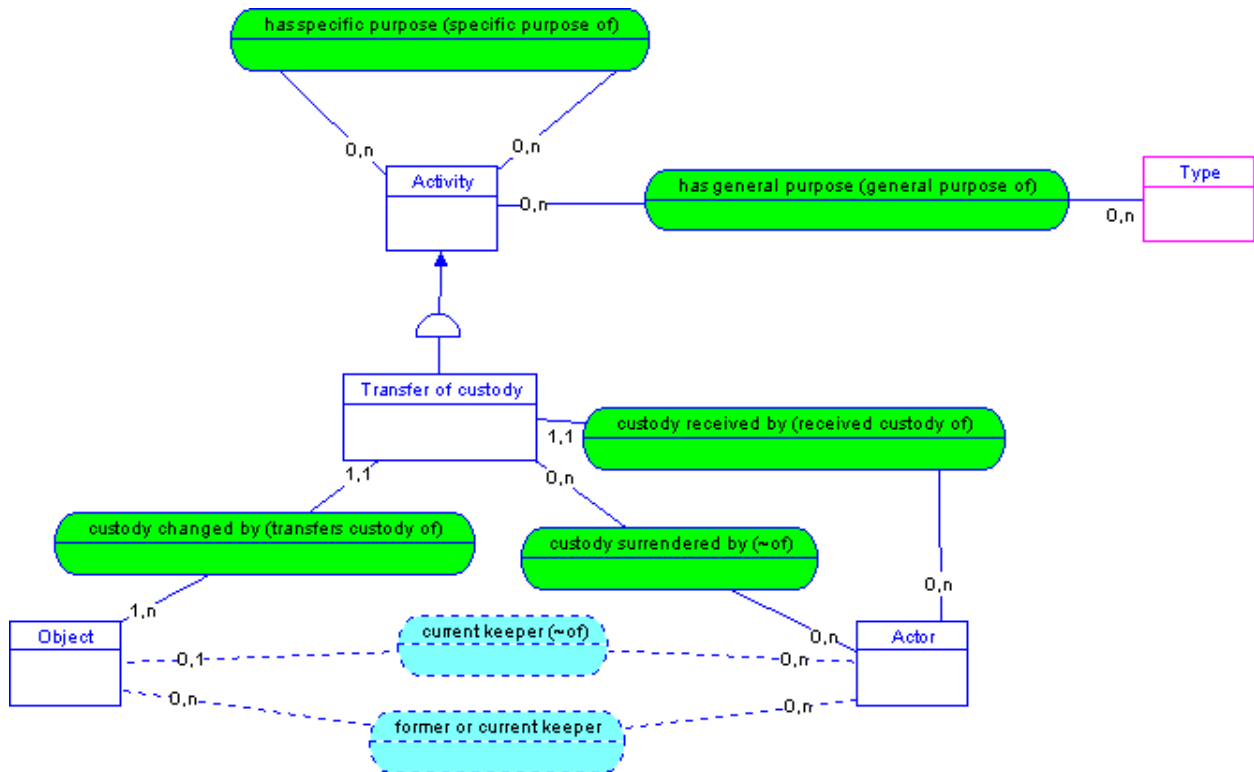 has specific purpose (specific purpose of)
0,n
0,n
Activity
0,n
has general purpose (general purpose of)
0,n
Type
Transfer of custody
1,1
custody received by (received custody of)
1,1
0,n
custody changed by (transfers custody of)
custody surrendered by (~of)
0,n
1,n
Object
current keeper (~of)
0,n
Actor
0,1
0,n
0,n
0,n
former or current keeper